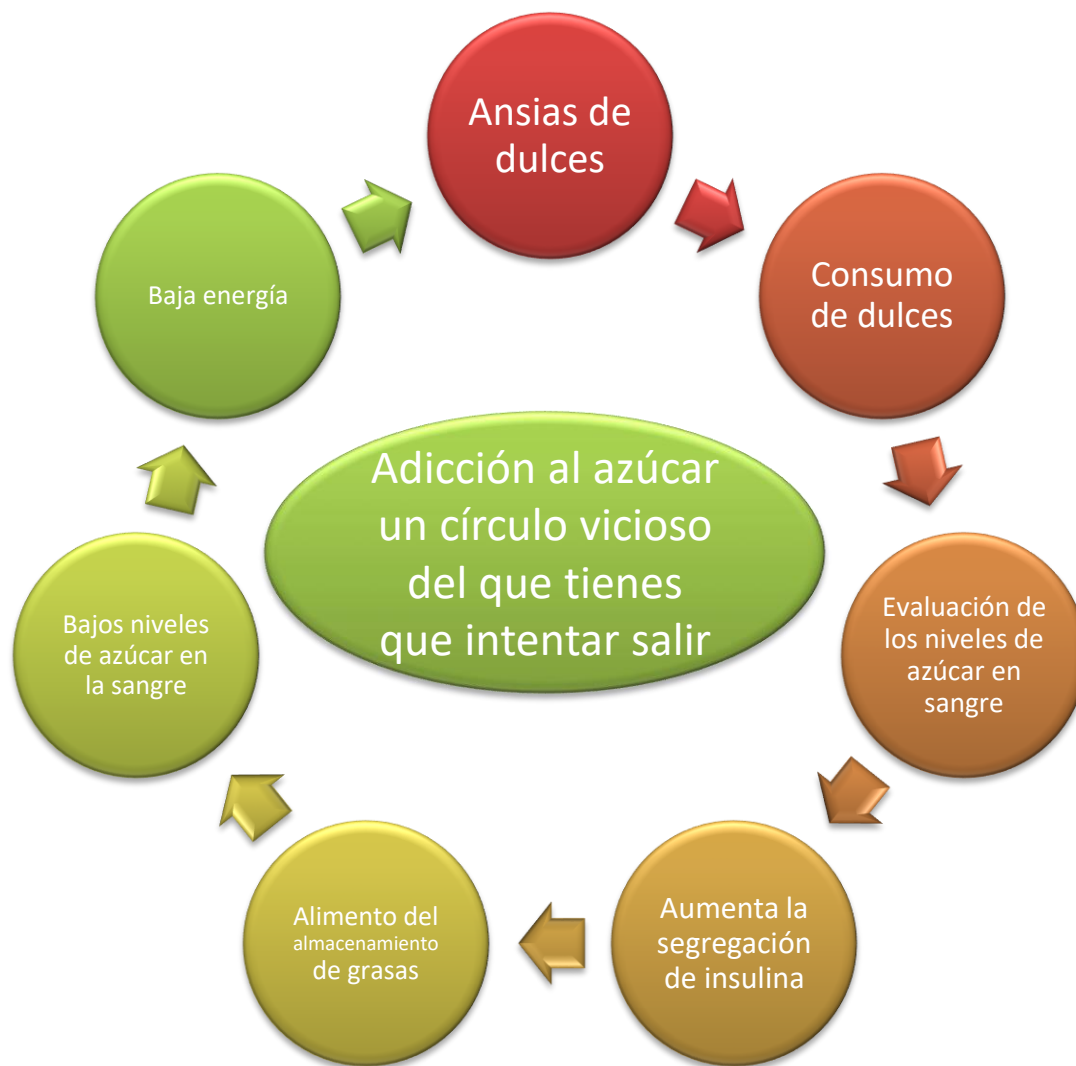 Ansias de
dulces
Consumo
de dulces
Evaluación de
los niveles de
azúcar en
sangre
Aumenta la
segregación
de insulina
Alimento del
almacenamiento
de grasas
Bajos niveles
de azúcar en
la sangre
Baja energía
Adicción al azúcar
un círculo vicioso
del que tienes
que intentar salir